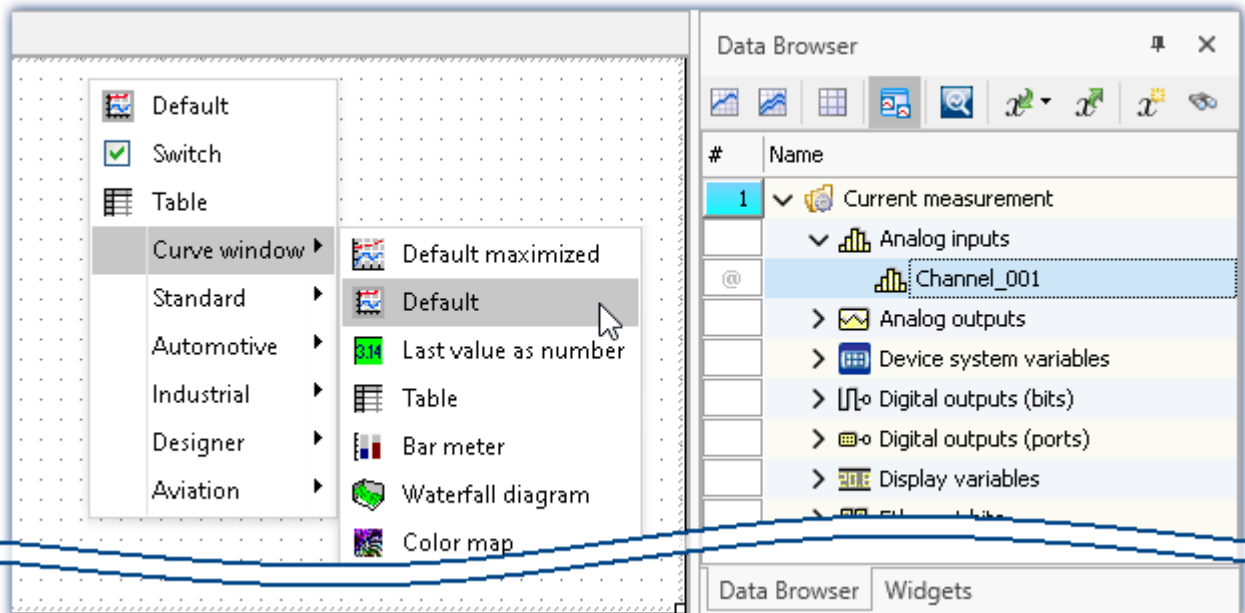 Default
Switch
Table
Curve window
Standard
Automotive
Industrial
Designer
Aviation
Default maximized
Default
3.14 Last value as number
Table
Bar meter
Waterfall diagram
Color map
Data Browser
# Name
1 Current measurement
Analog inputs
@ Channel_001
Analog outputs
Device system variables
Digital outputs (bits)
Digital outputs (ports)
Display variables
Data Browser Widgets